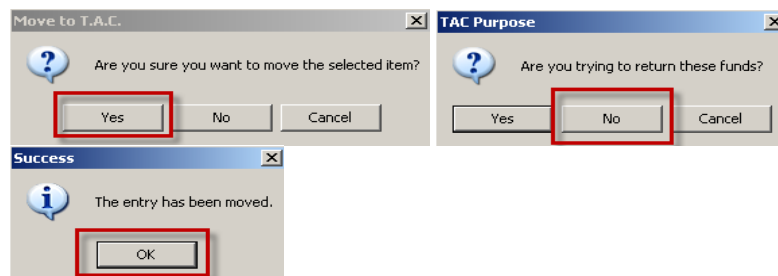 Move to T.A.C.
Are you sure you want to move the selected item?
Yes No Cancel
TAC Purpose
Are you trying to return these funds?
Yes No Cancel
Success
The entry has been moved.
OK